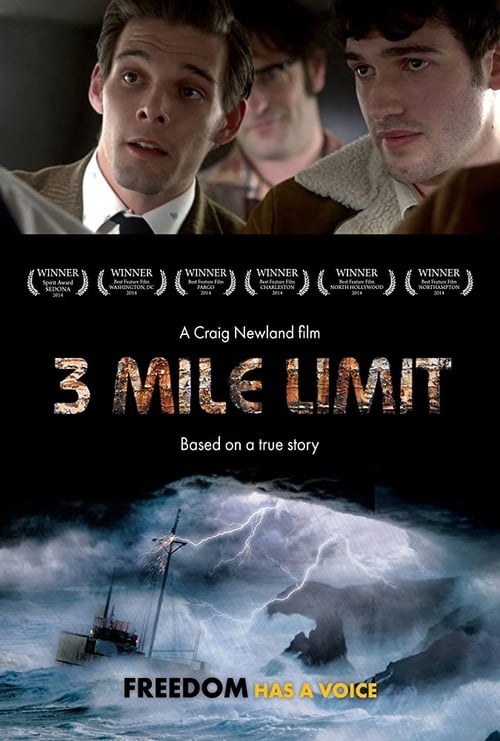 WINNER
Spirit Award
SEDONA
2014
WINNER
Best Feature Film
WASHINGTON, DC
2014
WINNER
Best Feature Film
FARGO
2014
WINNER
Best Feature Film
CHARLESTON
2014
WINNER
Best Feature Film
NORTH HOLLYWOOD
2014
WINNER
Best Feature Film
NORTHAMPTON
2014
A Craig Newland film
3 MILE LIMIT
Based on a true story
FREEDOM HAS A VOICE